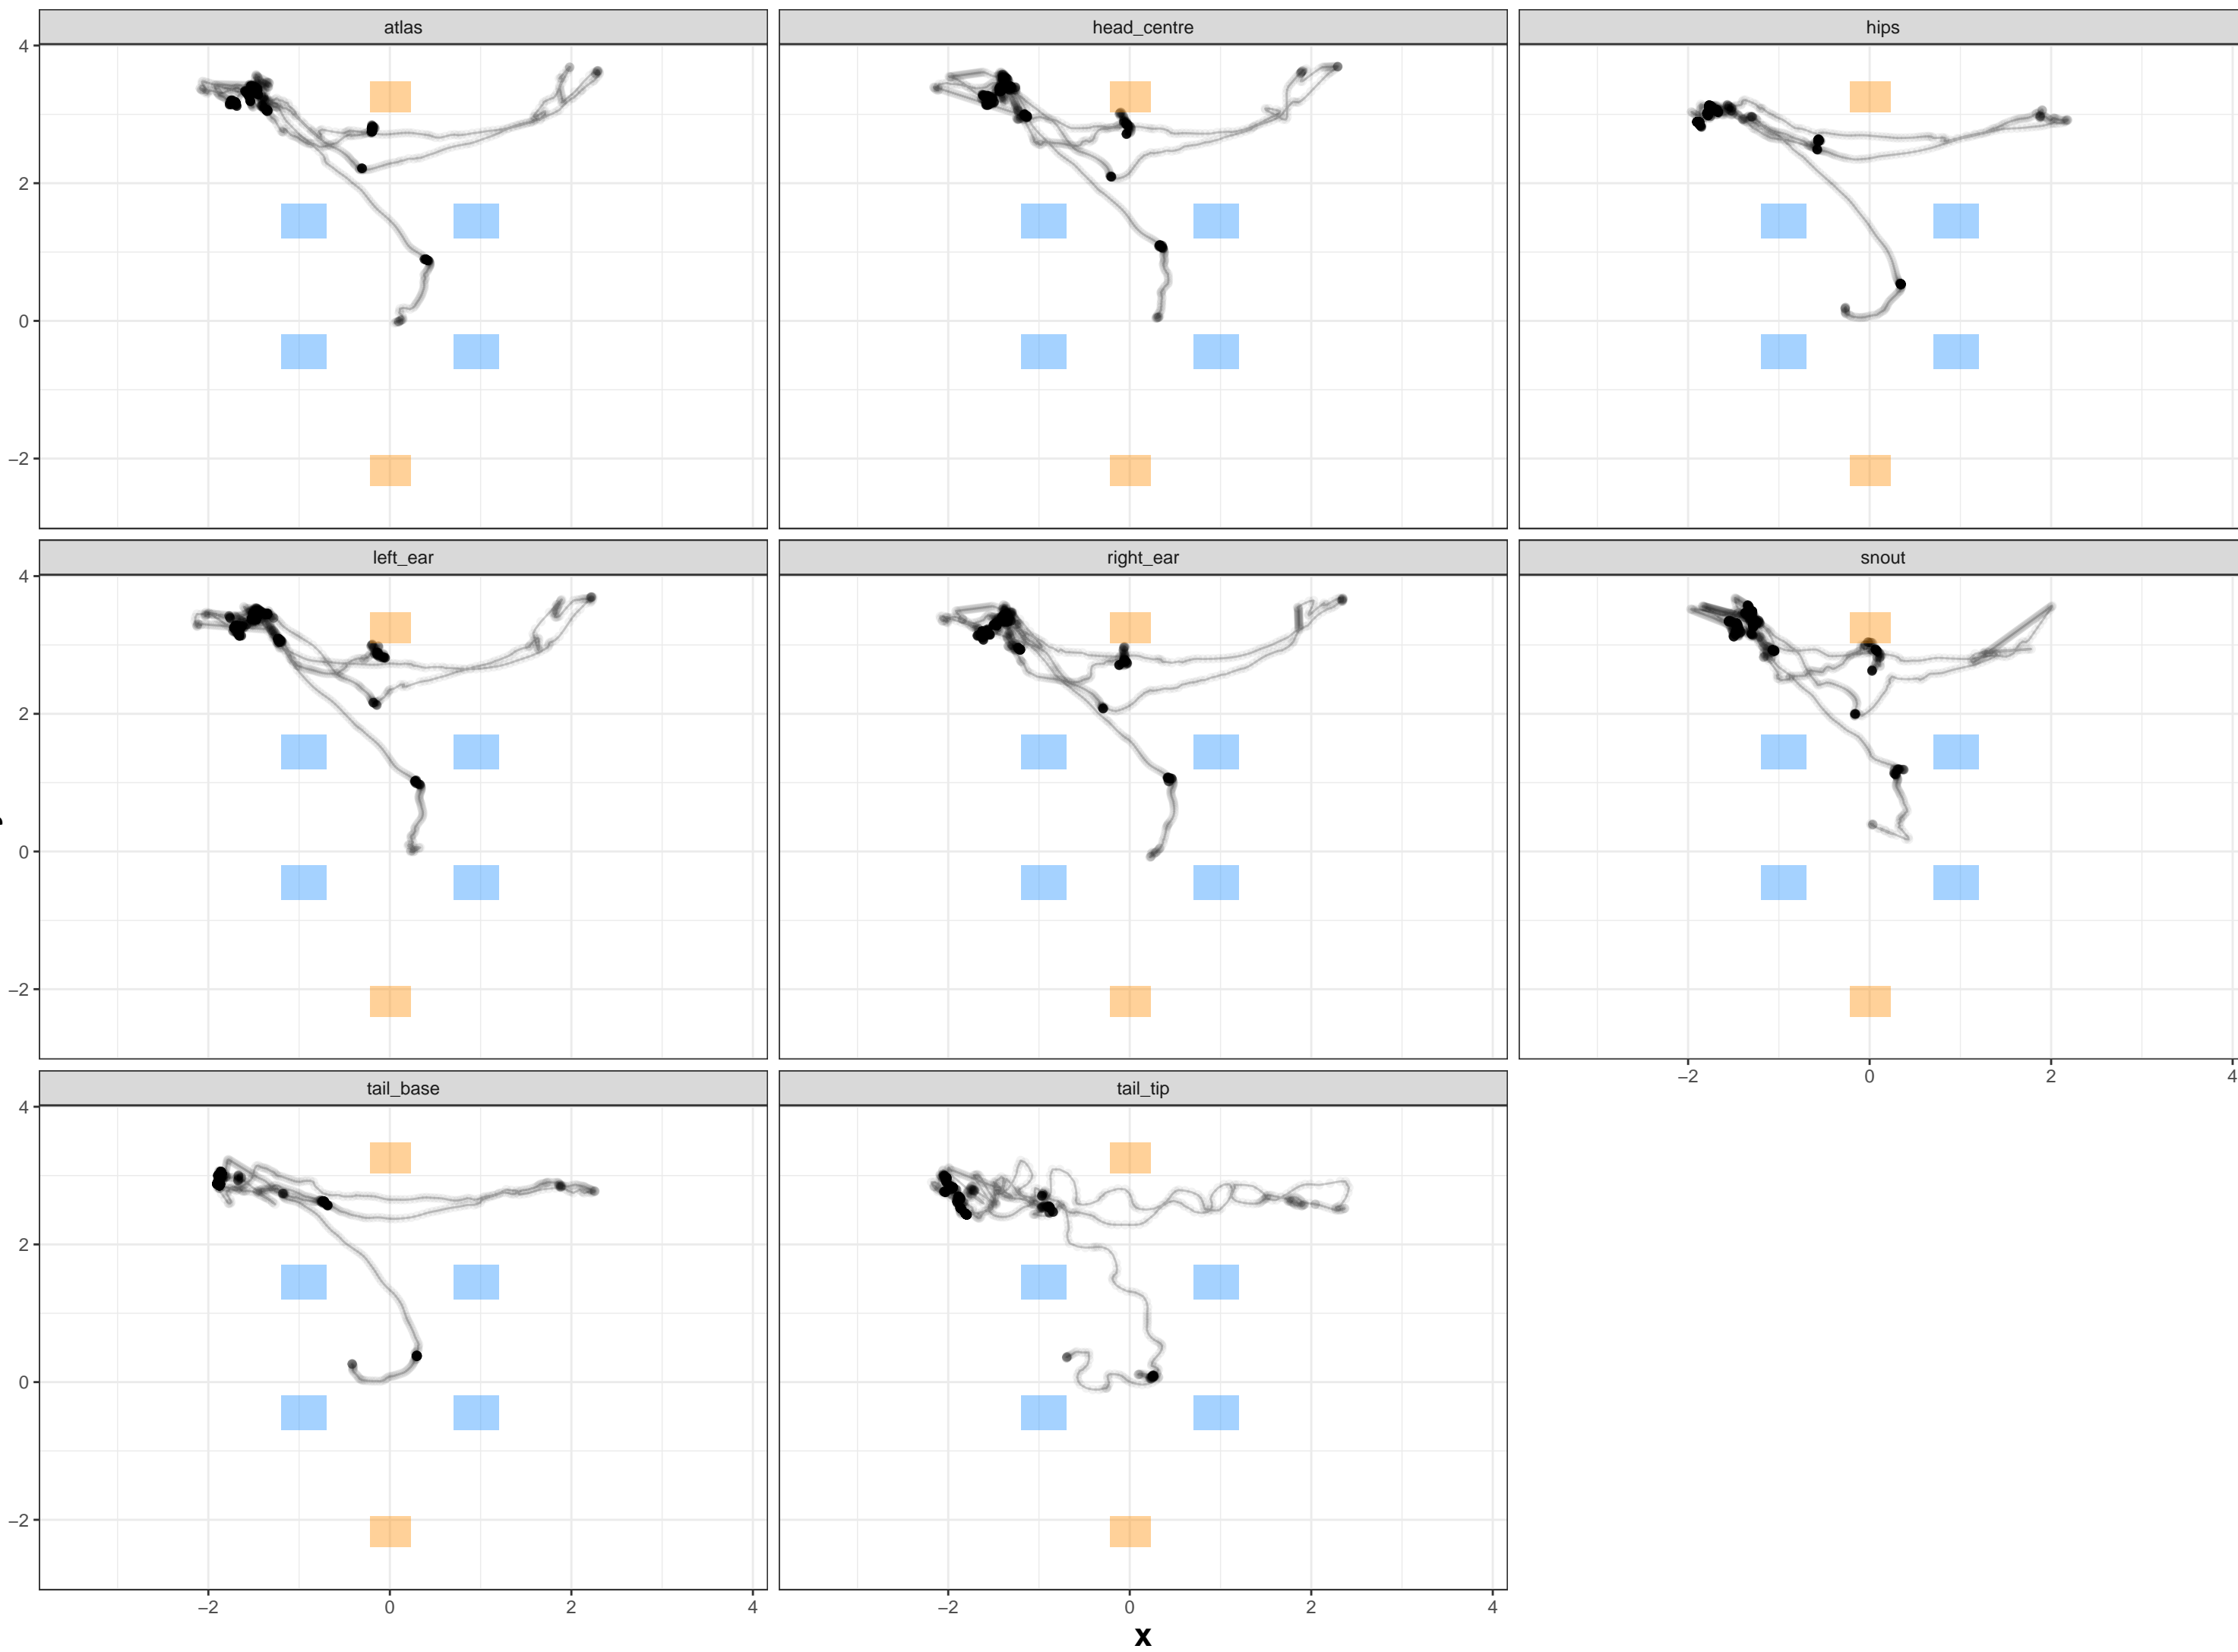 atlas head_centre hips
4
2
0
−2
left_ear right_ear snout
4
2
0
−2
−2 0 2 4
tail_base tail_tip
4
2
0
−2
−2 0 2 4 −2 0 2 4
x